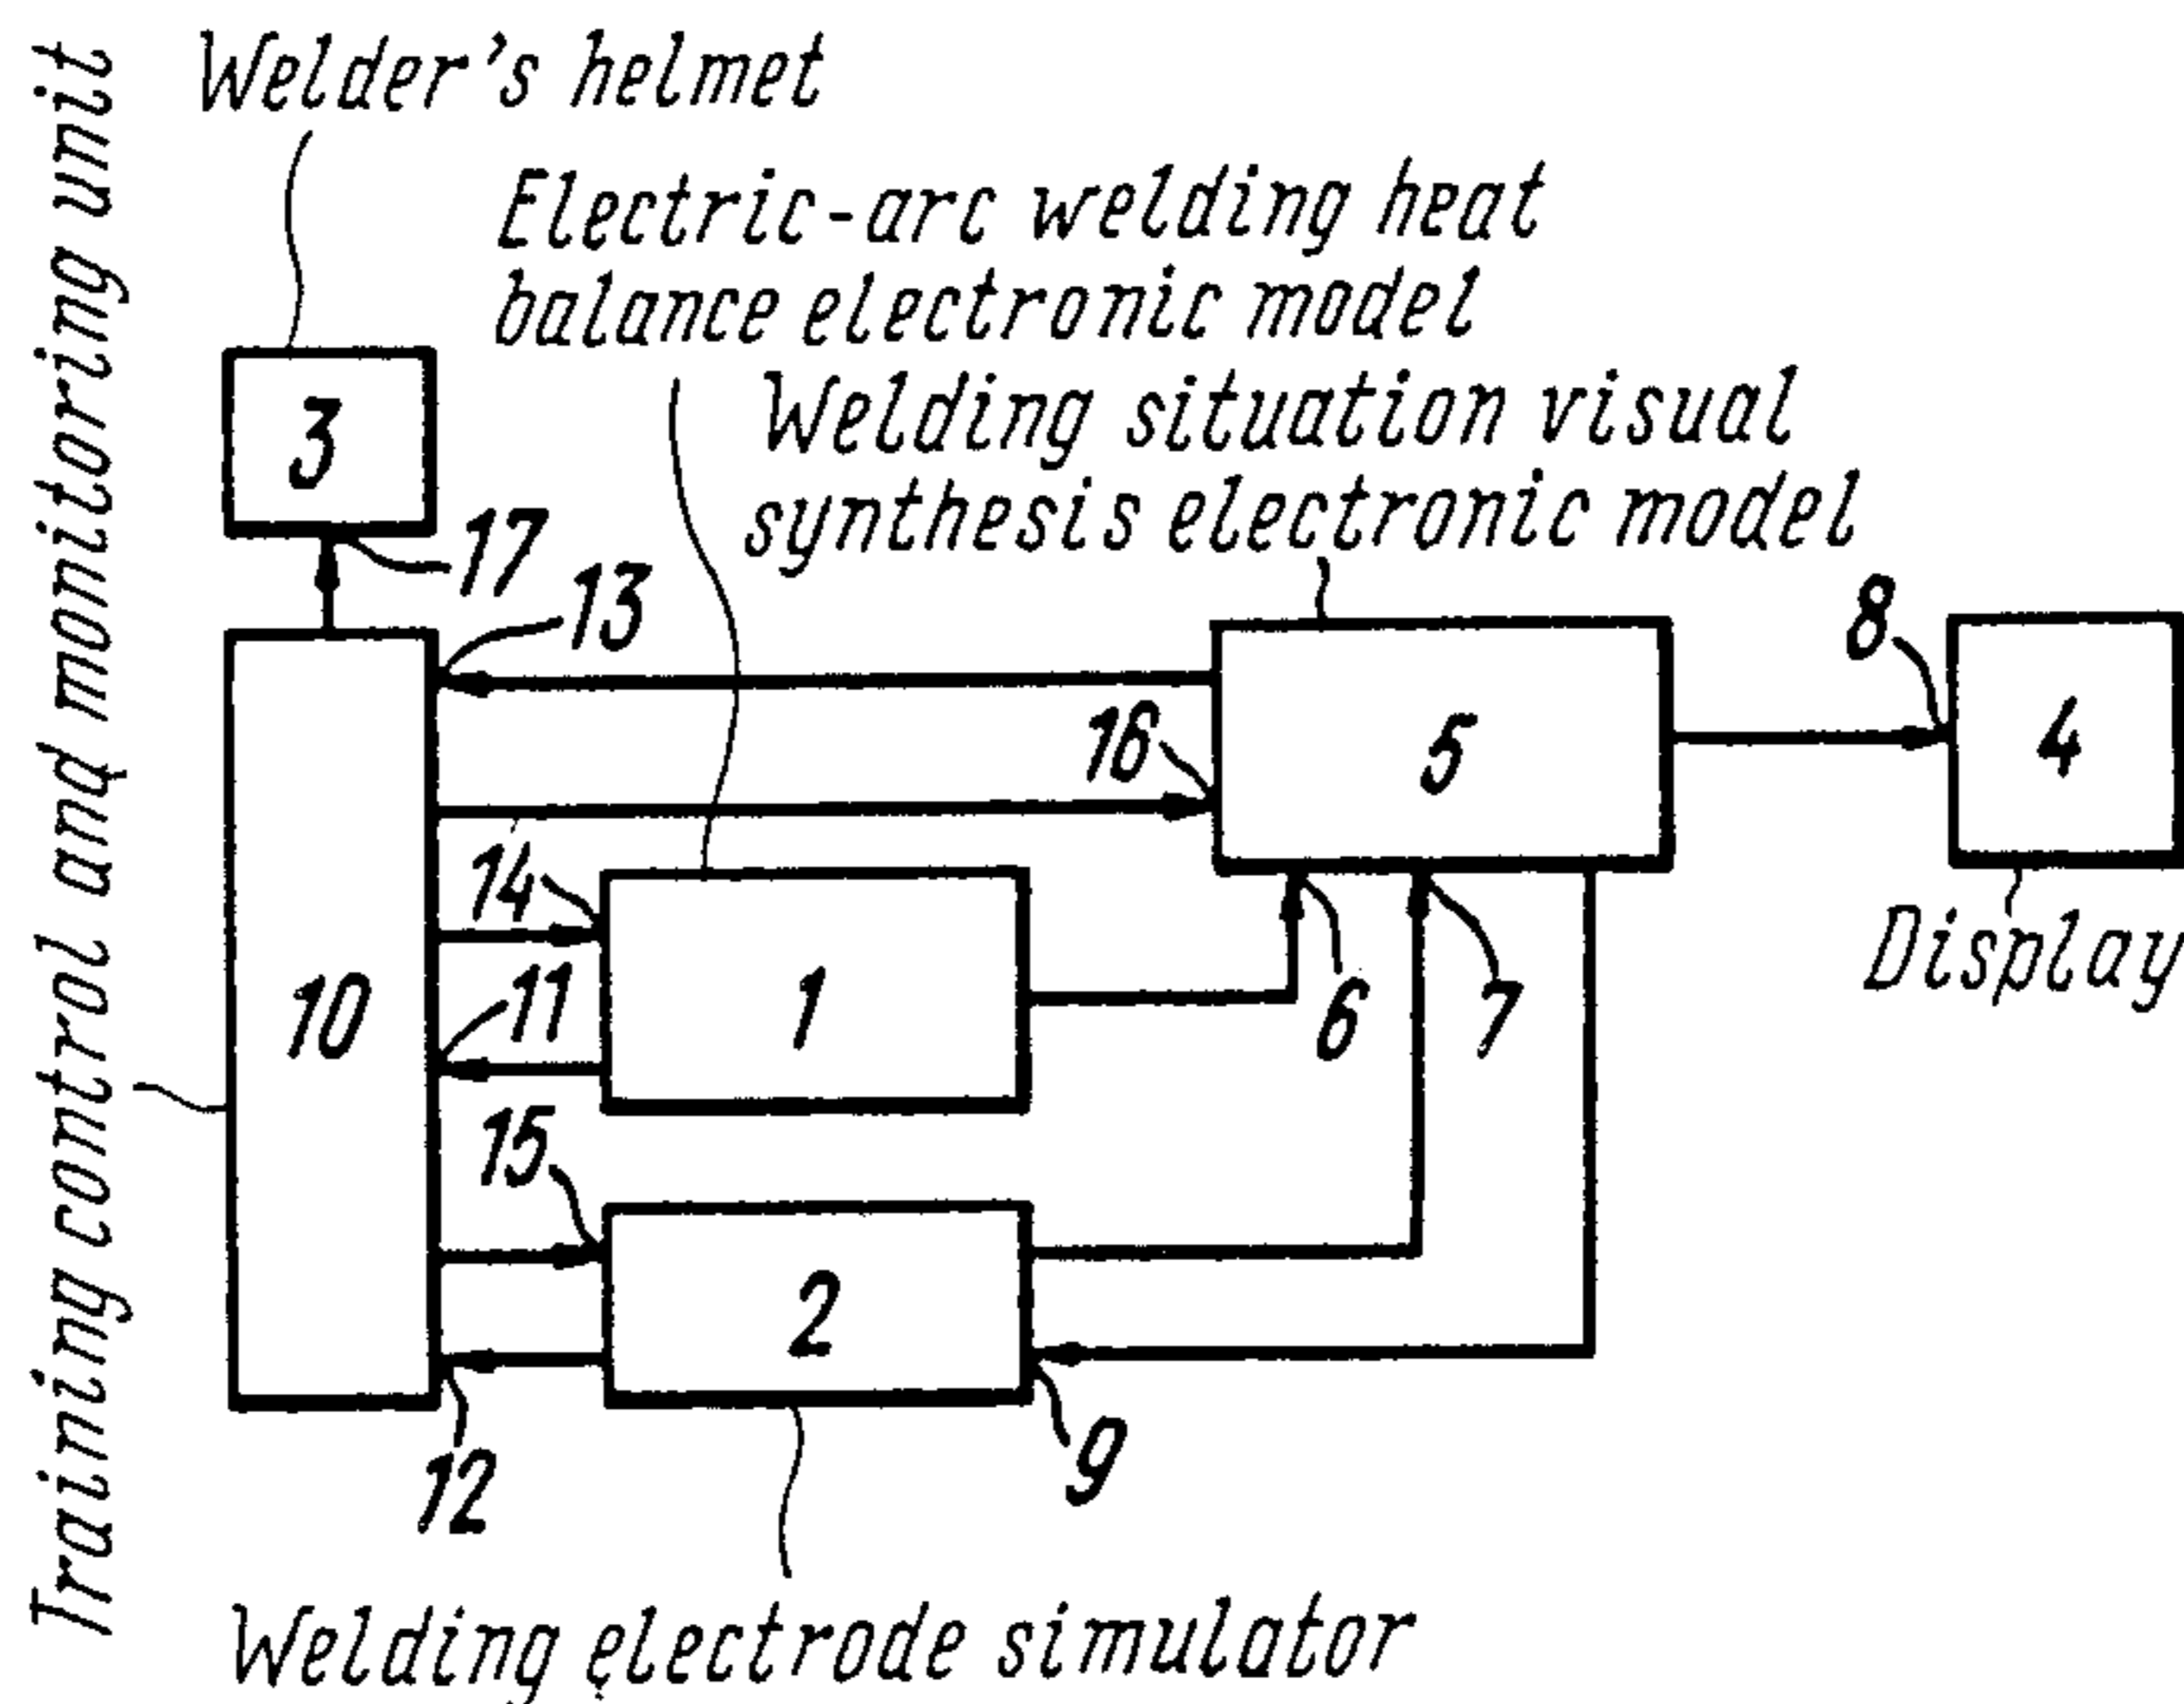 Training control and monitoring unit
Welder's helmet
Electric-arc welding heat
balance electronic model
Welding situation visual
synthesis electronic model
3
17
13
8
16
5
4
14
Display
10
11
1
6
7
15
2
12
9
Welding electrode simulator